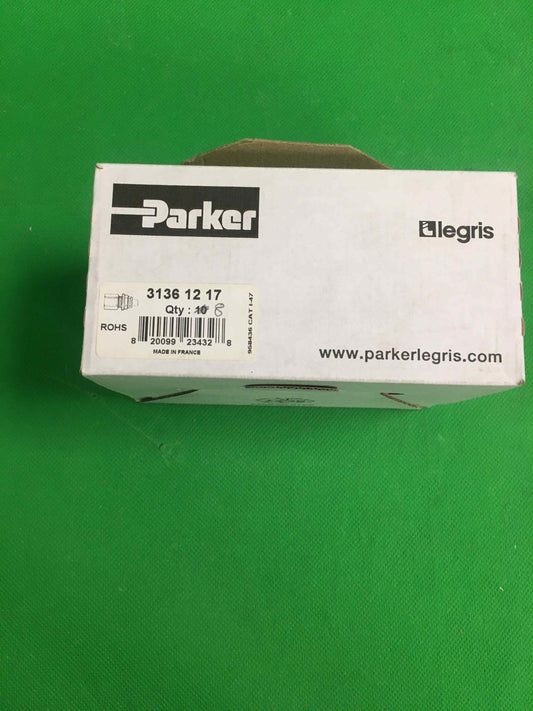 Parker
legris
3136 12 17
Qty : 10 8
ROHS
8 20099 23432 8
MADE IN FRANCE
968436 CAT I-47
www.parkerlegris.com